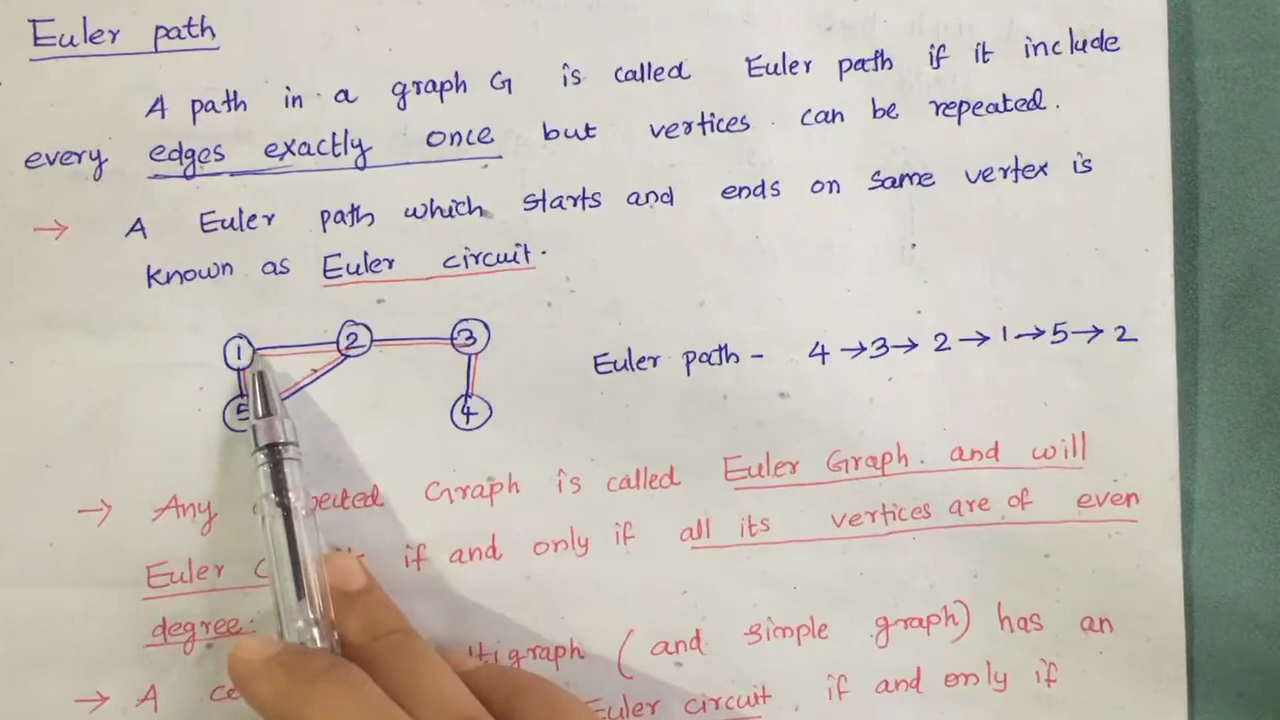 Euler path
A path in a graph G is called Euler path if it include
every edges exactly once but vertices can be repeated.
→ A Euler path which starts and ends on same vertex is
known as Euler circuit.
1 2 3
5 4
Euler path - 4→3→2→1→5→2
→ Any Graph is called Euler Graph. and will
Euler if and only if all its vertices are of even
degree.
→ A (and simple graph) has an
Euler circuit if and only if